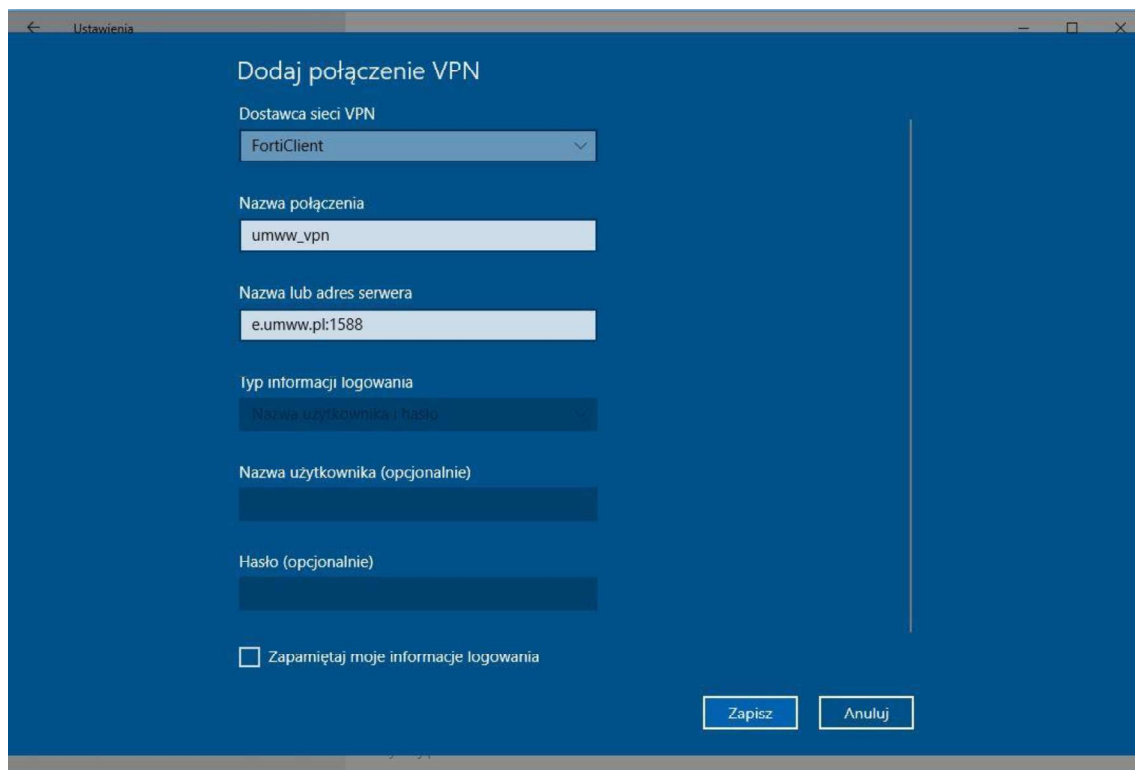 Ustawienia
Dodaj połączenie VPN
Dostawca sieci VPN
FortiClient
Nazwa połączenia
umww_vpn
Nazwa lub adres serwera
e.umww.pl:1588
Typ informacji logowania
Nazwa użytkownika i hasło
Nazwa użytkownika (opcjonalnie)
Hasło (opcjonalnie)
Zapamiętaj moje informacje logowania
Zapisz Anuluj